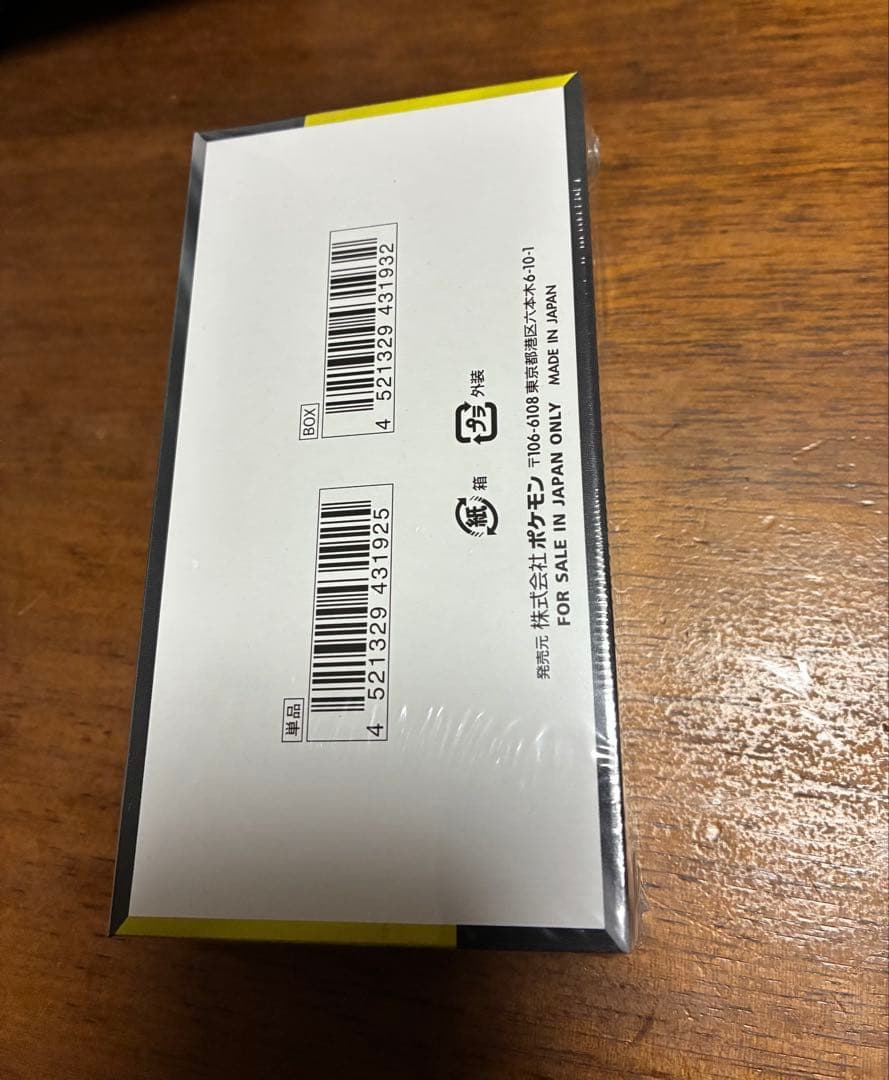 単品
4 521329 431925
BOX
4 521329 431932
紙 箱
プラ 外装
発売元 株式会社 ポケモン 〒106-6108 東京都港区六本木6-10-1
FOR SALE IN JAPAN ONLY MADE IN JAPAN